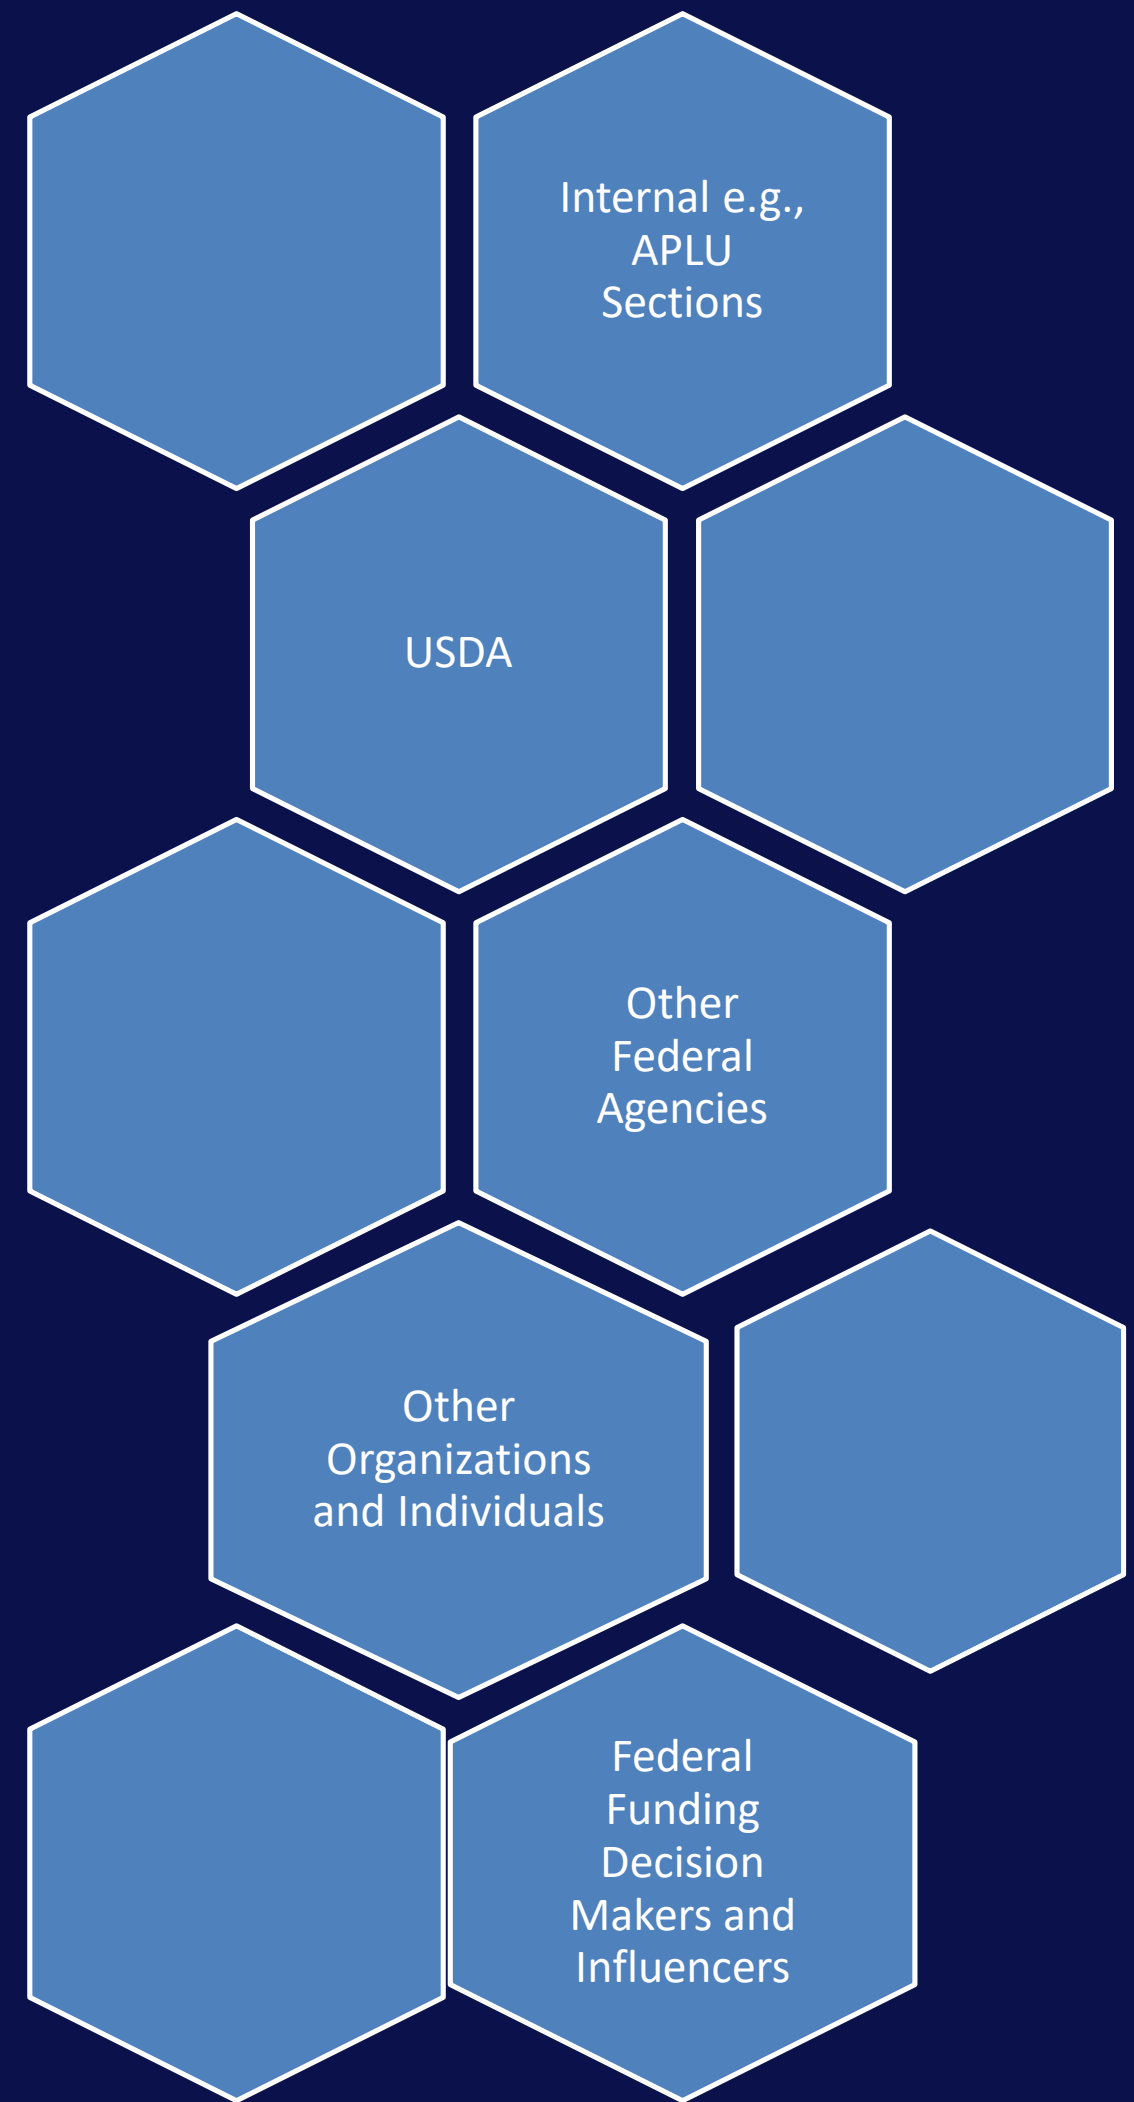 Internal e.g.,
APLU
Sections
USDA
Other
Federal
Agencies
Other
Organizations
and Individuals
Federal
Funding
Decision
Makers and
Influencers